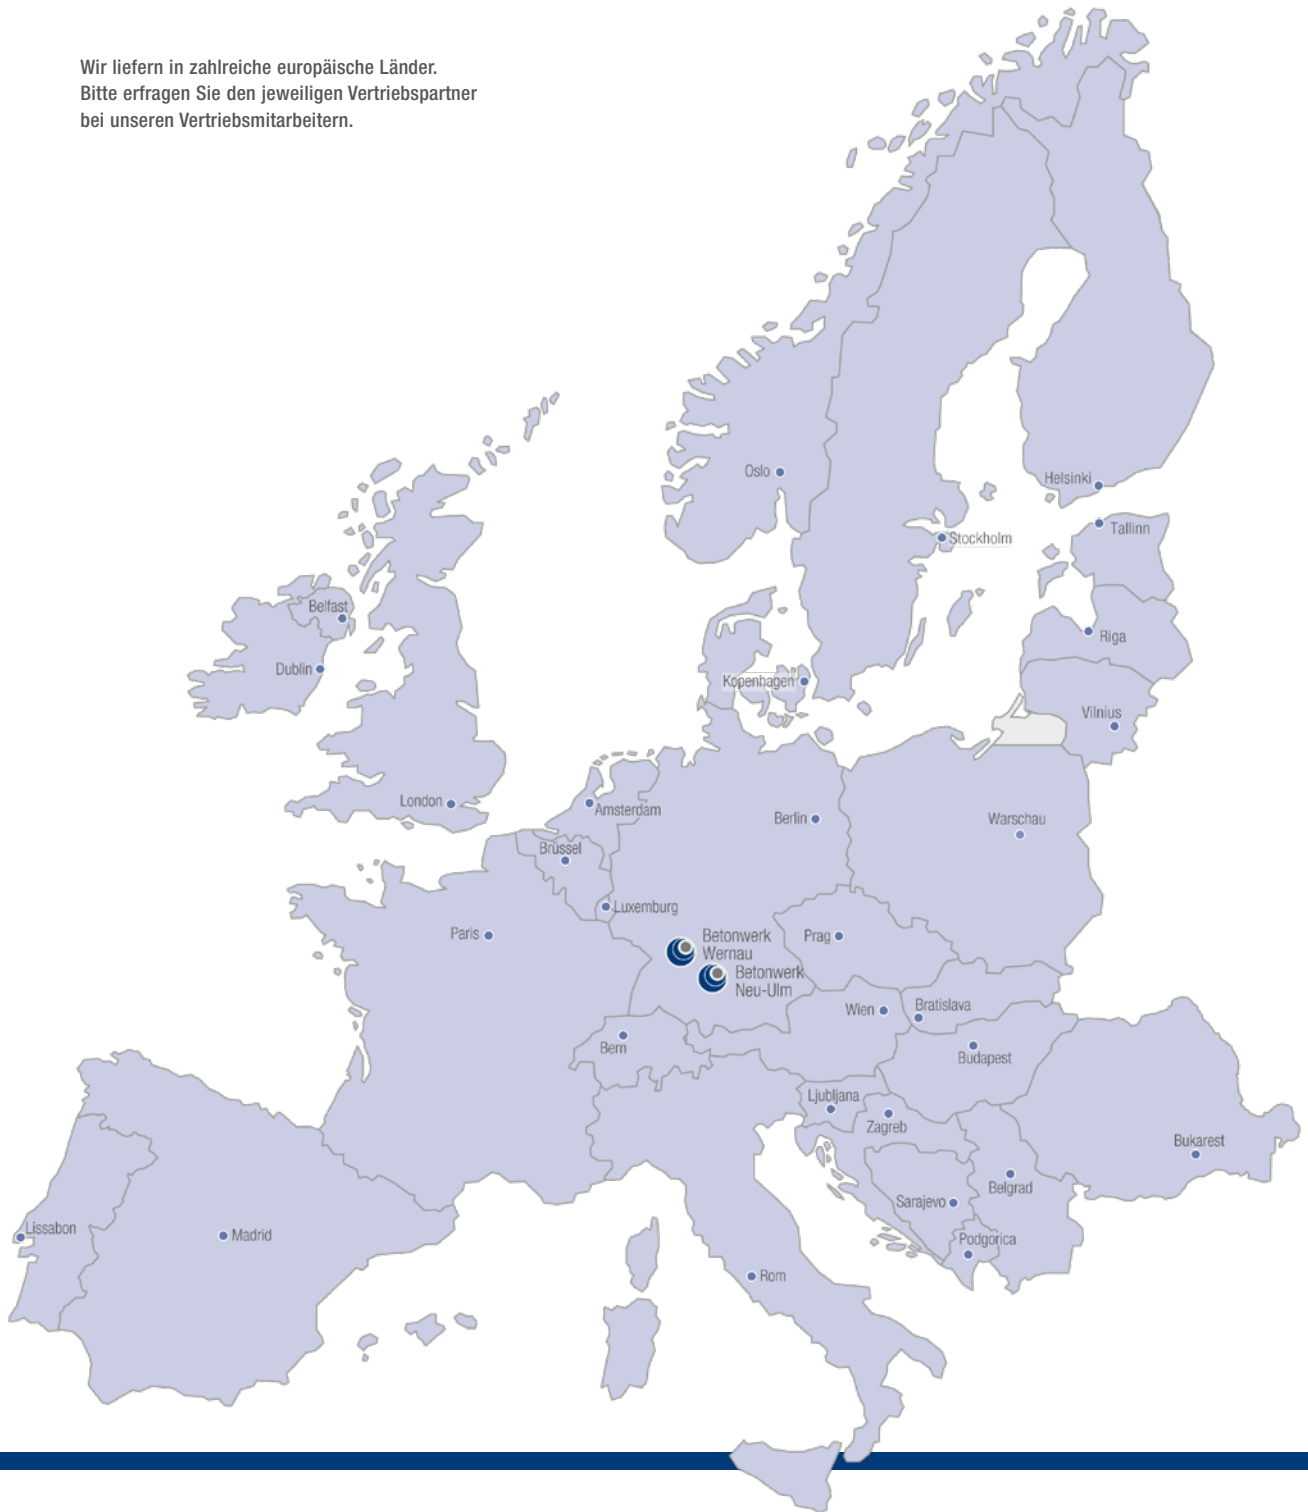 Wir liefern in zahlreiche europäische Länder.
Bitte erfragen Sie den jeweiligen Vertriebspartner
bei unseren Vertriebsmitarbeitern.
Oslo
Helsinki
Tallinn
Stockholm
Belfast
Riga
Dublin
Kopenhagen
Vilnius
London
Amsterdam
Berlin
Warschau
Brüssel
Luxemburg
Paris
Betonwerk
Wernau
Prag
Betonwerk
Neu-Ulm
Wien
Bratislava
Bern
Budapest
Ljubljana
Zagreb
Bukarest
Belgrad
Sarajevo
Lissabon
Madrid
Podgorica
Rom